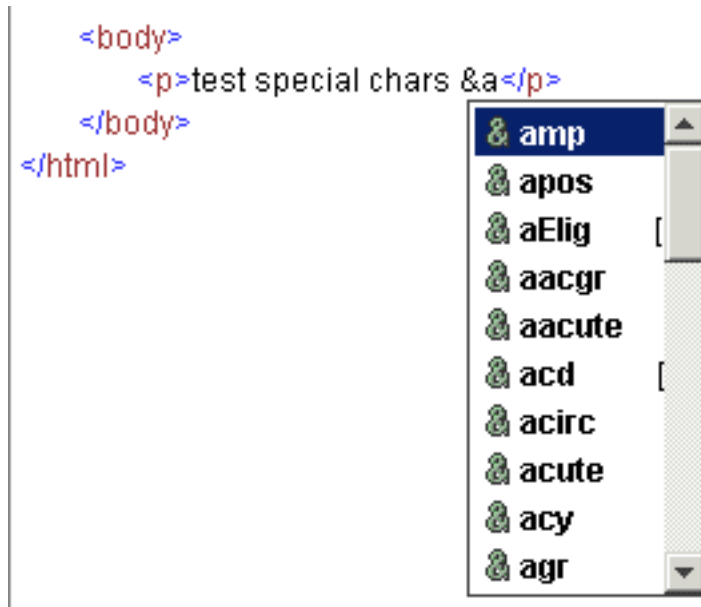 <body>
<p>test special chars &a</p>
</body>
</html>
amp
apos
aElig [
aacgr
aacute
acd [
acirc
acute
acy
agr